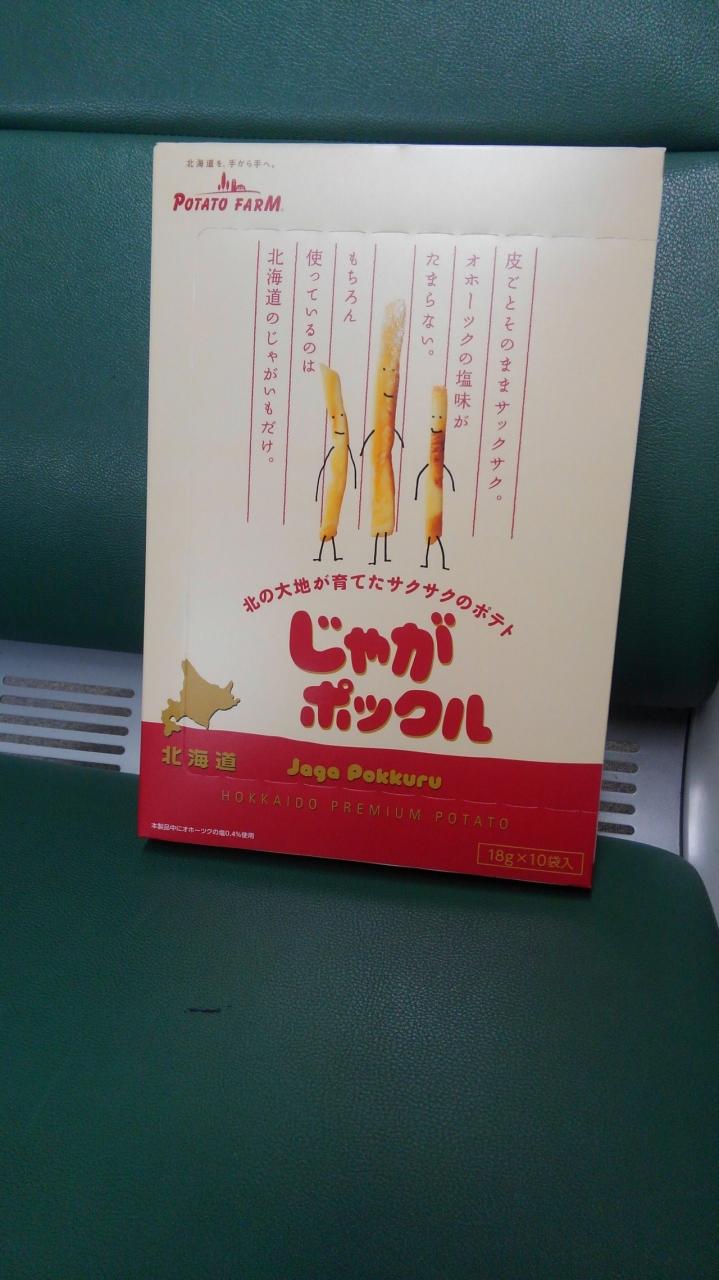 北海道を、手から手へ。
POTATO FARM
皮ごとそのままサックサク。
オホーツクの塩味が
たまらない。
もちろん
使っているのは
北海道のじゃがいもだけ。
北の大地が育てたサクサクのポテト
じゃが
ポックル
北海道
Jaga Pokkuru
HOKKAIDO PREMIUM POTATO
本製品中にオホーツクの塩0.4%使用
18g×10袋入